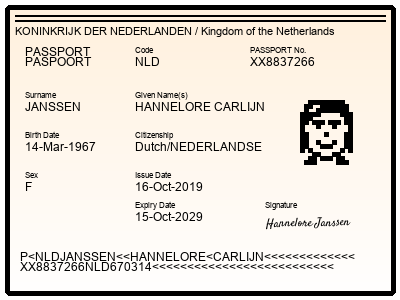 KONINKRIJK DER NEDERLANDEN / Kingdom of the Netherlands
PASSPORT Code PASSPORT No.
PASPOORT NLD XX8837266
Surname Given Name(s)
JANSSEN HANNELORE CARLIJN
Birth Date Citizenship
14-Mar-1967 Dutch/NEDERLANDSE
Sex Issue Date
F 16-Oct-2019
Expiry Date Signature
15-Oct-2029 Hannelore Janssen
P<NLDJANSSEN<<HANNELORE<CARLIJN<<<<<<<<<<<<<
XX8837266NLD670314<<<<<<<<<<<<<<<<<<<<<<<<<<